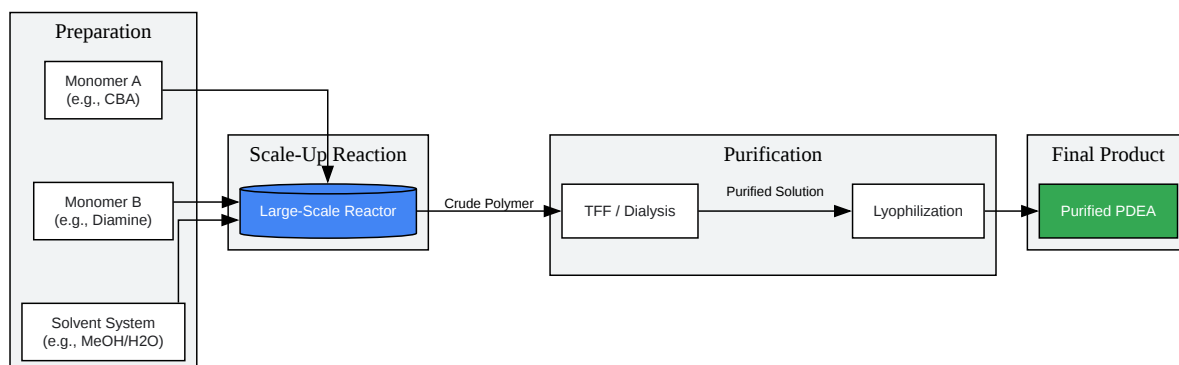 Preparation
Monomer A
(e.g., CBA)
Monomer B
(e.g., Diamine)
Solvent System
(e.g., MeOH/H2O)
Scale-Up Reaction
Large-Scale Reactor
Crude Polymer
Purification
TFF / Dialysis
Purified Solution
Lyophilization
Final Product
Purified PDEA